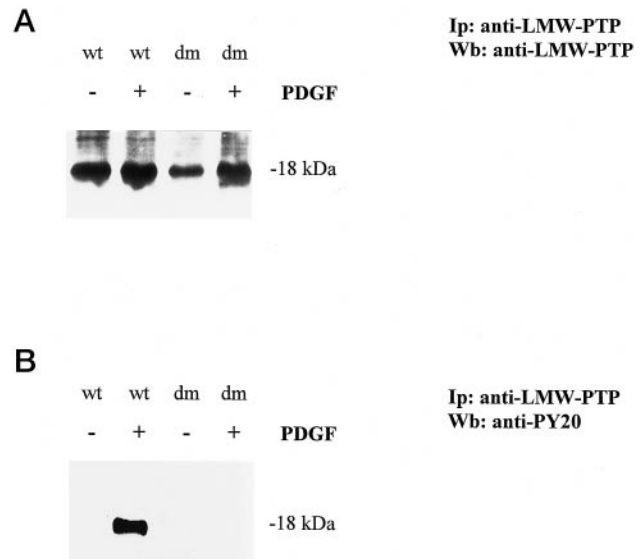 A
Ip: anti-LMW-PTP
wt wt dm dm
Wb: anti-LMW-PTP
- + - + PDGF
-18 kDa
B
wt wt dm dm
Ip: anti-LMW-PTP
Wb: anti-PY20
- + - + PDGF
-18 kDa